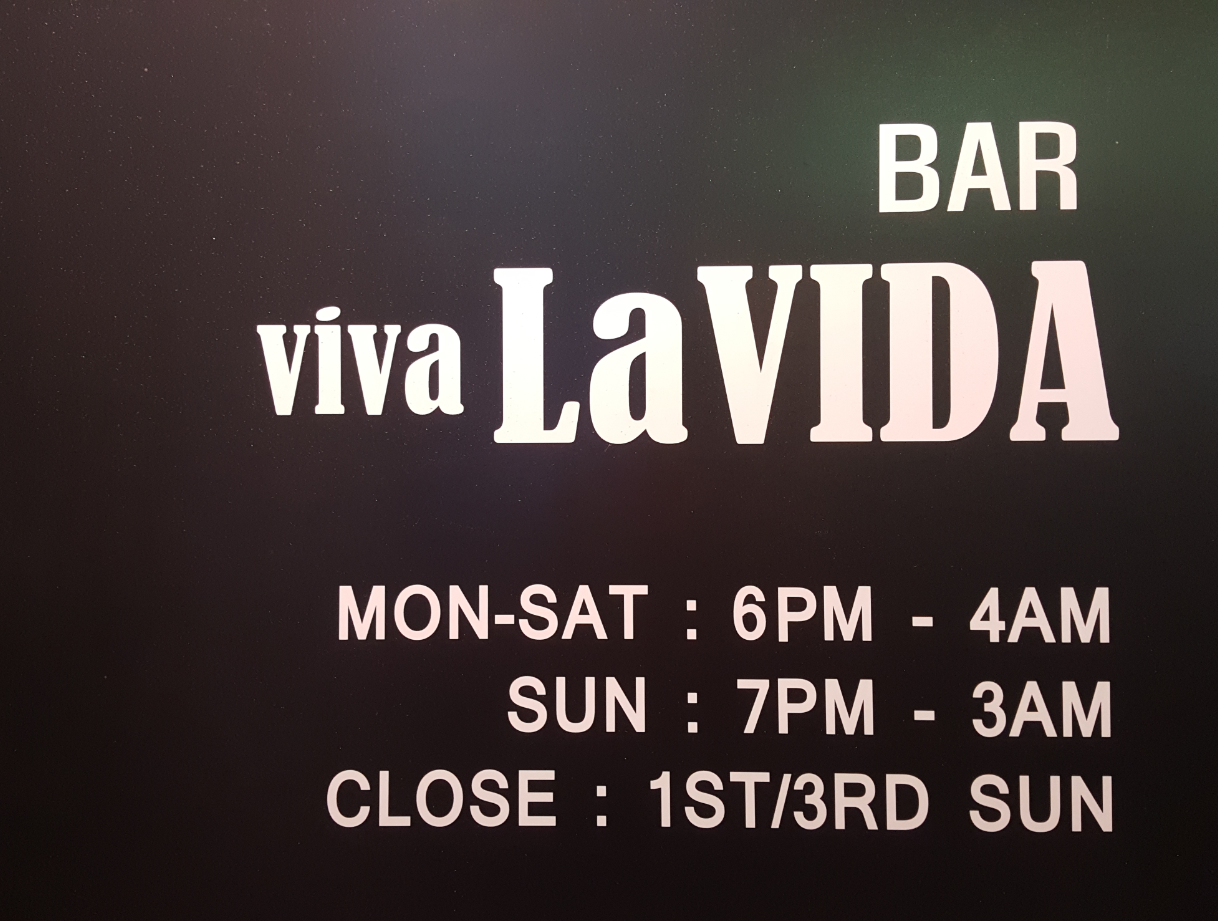 BAR
viva LaVIDA
MON-SAT : 6PM - 4AM
SUN : 7PM - 3AM
CLOSE : 1ST/3RD SUN